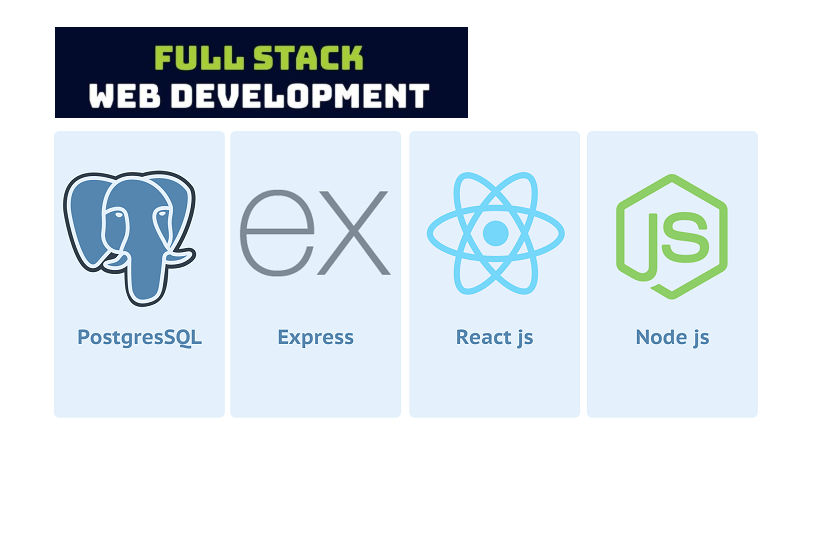 FULL STACK
WEB DEVELOPMENT
ex
JS
PostgresSQL
Express
React js
Node js